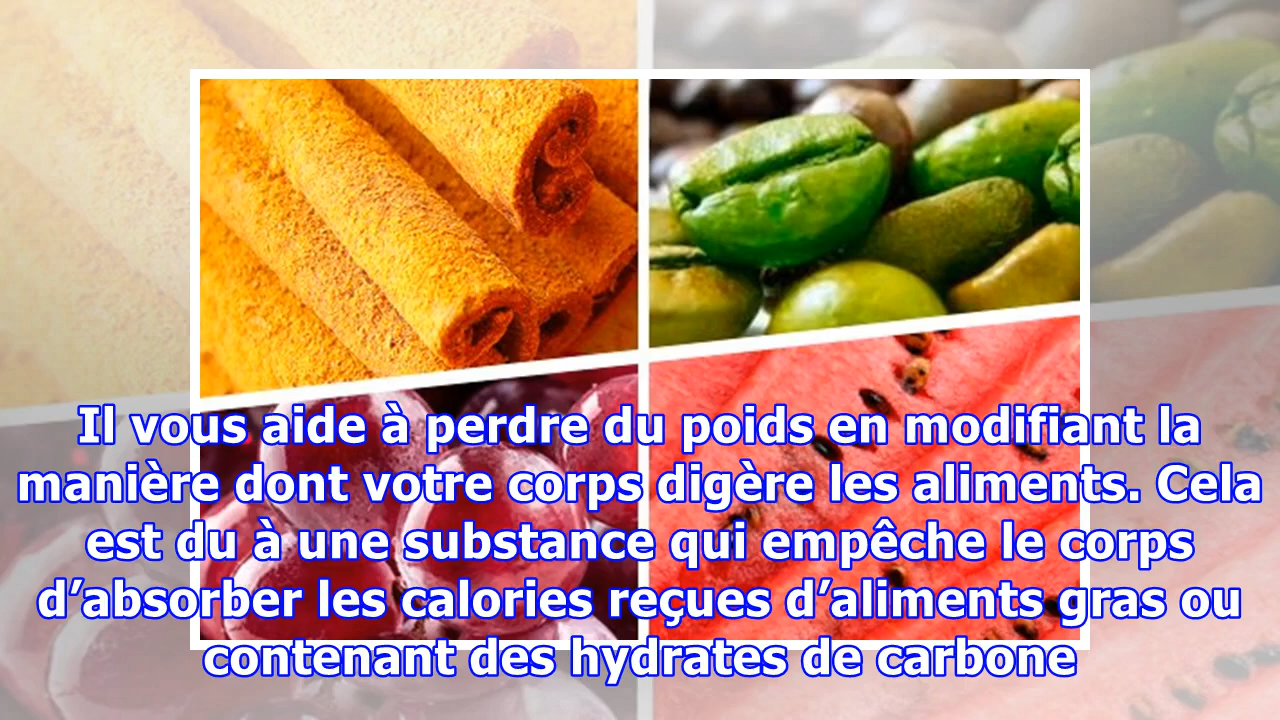 Il vous aide à perdre du poids en modifiant la
manière dont votre corps digère les aliments. Cela
est du à une substance qui empêche le corps
d’absorber les calories reçues d’aliments gras ou
contenant des hydrates de carbone